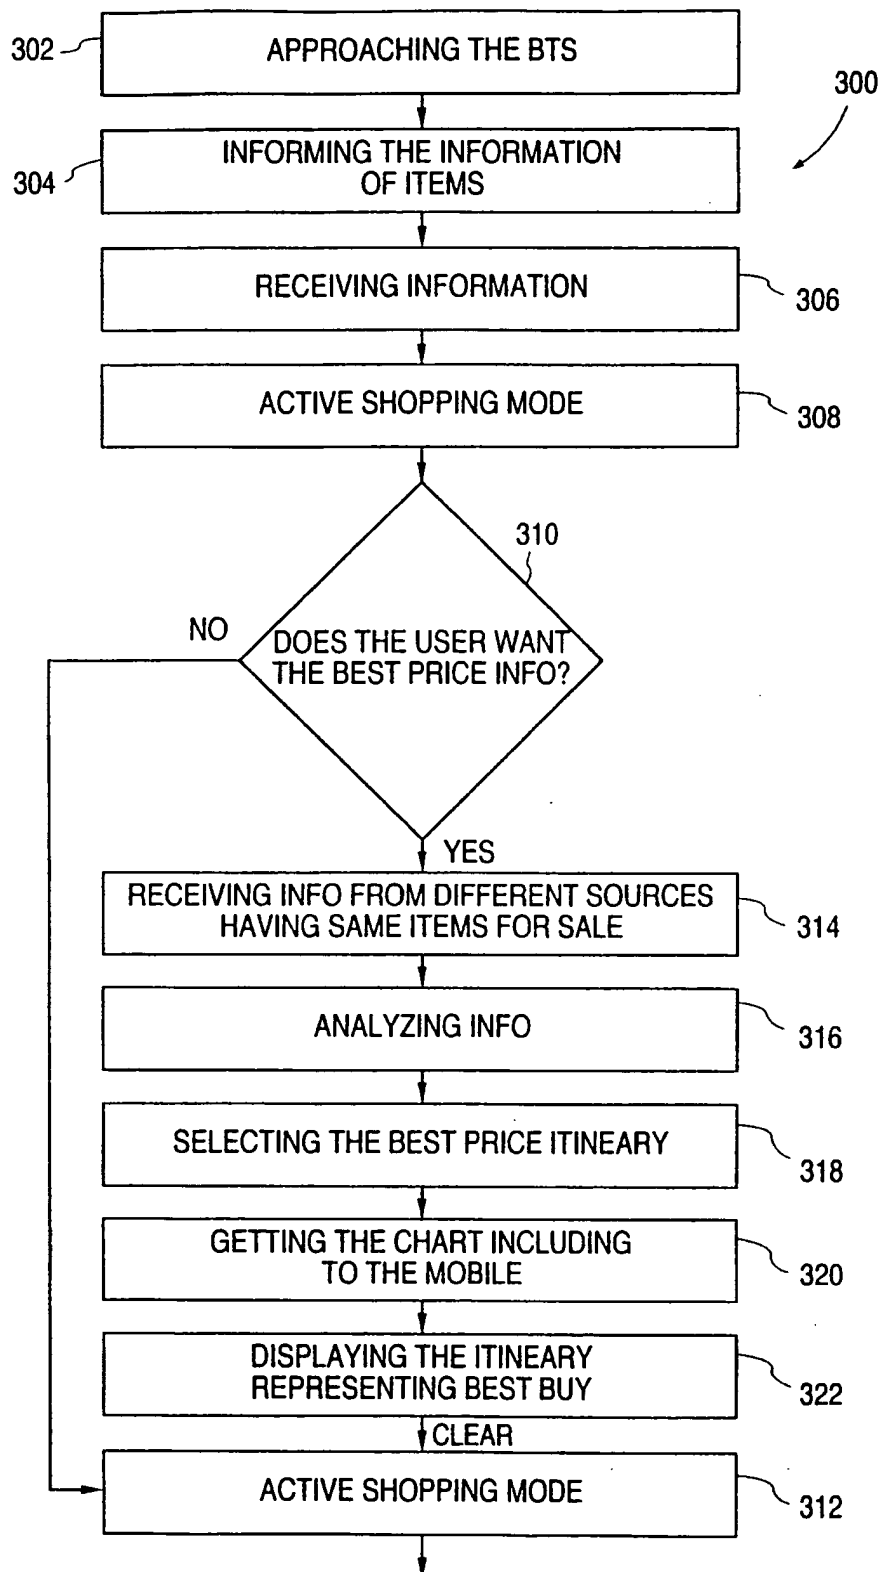 302
APPROACHING THE BTS
300
304
INFORMING THE INFORMATION
OF ITEMS
RECEIVING INFORMATION
306
ACTIVE SHOPPING MODE
308
310
NO
DOES THE USER WANT
THE BEST PRICE INFO?
YES
RECEIVING INFO FROM DIFFERENT SOURCES
HAVING SAME ITEMS FOR SALE
314
ANALYZING INFO
316
SELECTING THE BEST PRICE ITINEARY
318
GETTING THE CHART INCLUDING
TO THE MOBILE
320
DISPLAYING THE ITINEARY
REPRESENTING BEST BUY
322
CLEAR
ACTIVE SHOPPING MODE
312